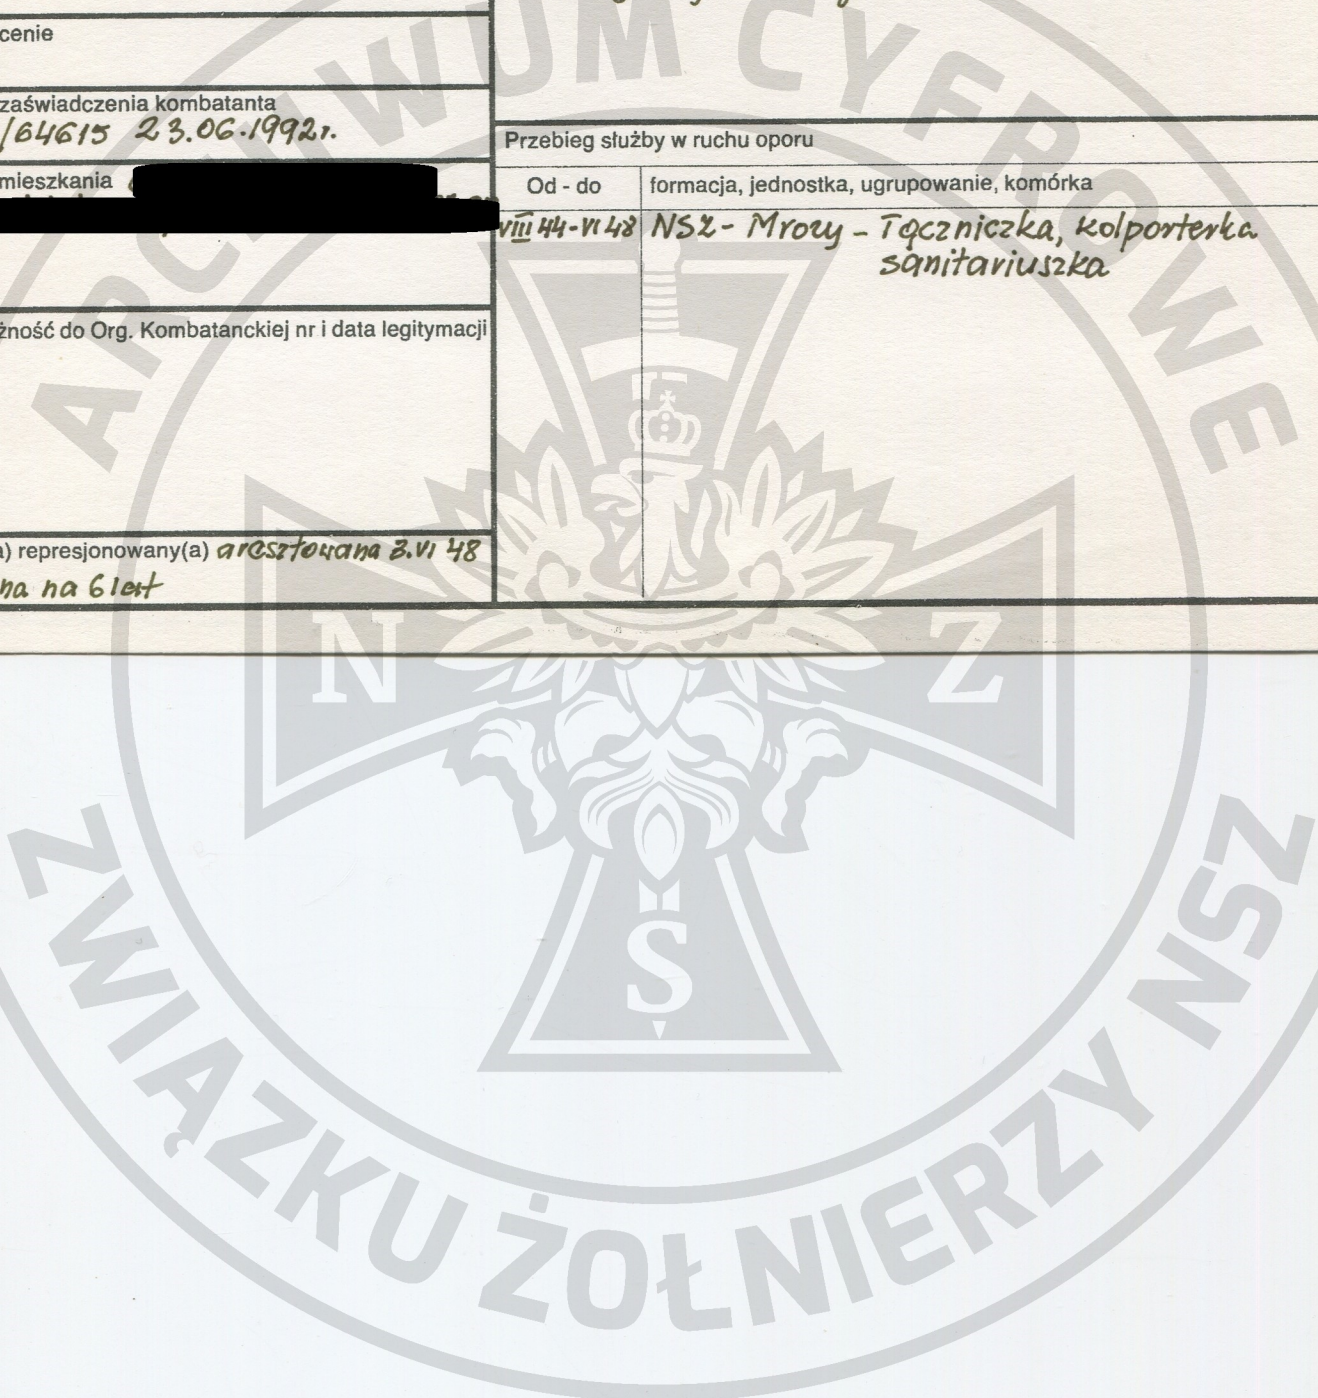 cenie
zaświadczenia kombatanta
/64615 23.06.1992r.
mieszkania
żność do Org. Kombatanckiej nr i data legitymacji
a) represjonowany(a) aresztowana 3.VI 48
na na 6 lat
Przebieg służby w ruchu oporu
Od - do
formacja, jednostka, ugrupowanie, komórka
VIII 44-VI 48 NSZ - Mrozy - Łączniczka, kolporterka
sanitariuszka
ARCHIWUM CYFROWE
N Z
S
ZWIĄZKU ŻOŁNIERZY NSZ